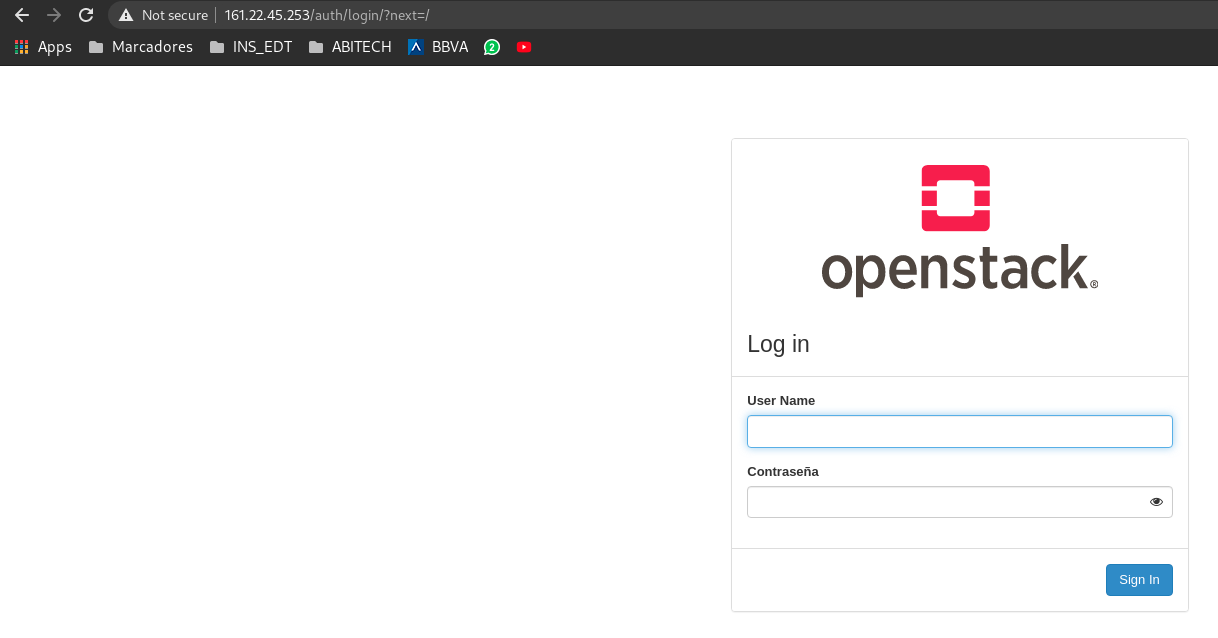 Not secure 161.22.45.253/auth/login/?next=/
Apps Marcadores INS_EDT ABITECH BBVA 2
openstack®
Log in
User Name
Contraseña
Sign In